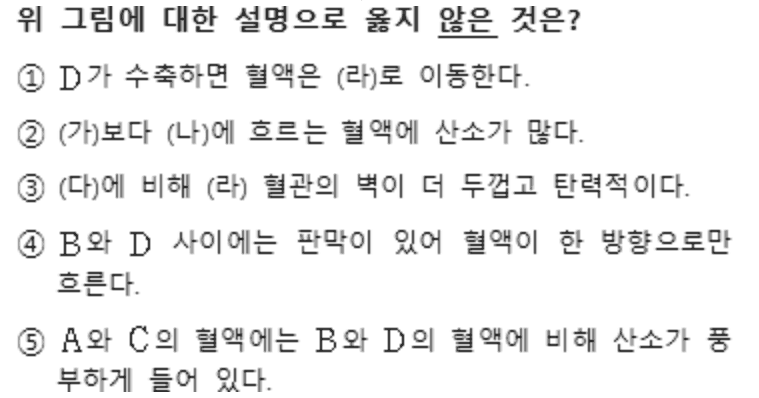 위 그림에 대한 설명으로 옳지 않은 것은?
① D가 수축하면 혈액은 (라)로 이동한다.
② (가)보다 (나)에 흐르는 혈액에 산소가 많다.
③ (다)에 비해 (라) 혈관의 벽이 더 두껍고 탄력적이다.
④ B와 D 사이에는 판막이 있어 혈액이 한 방향으로만
흐른다.
⑤ A와 C의 혈액에는 B와 D의 혈액에 비해 산소가 풍
부하게 들어 있다.